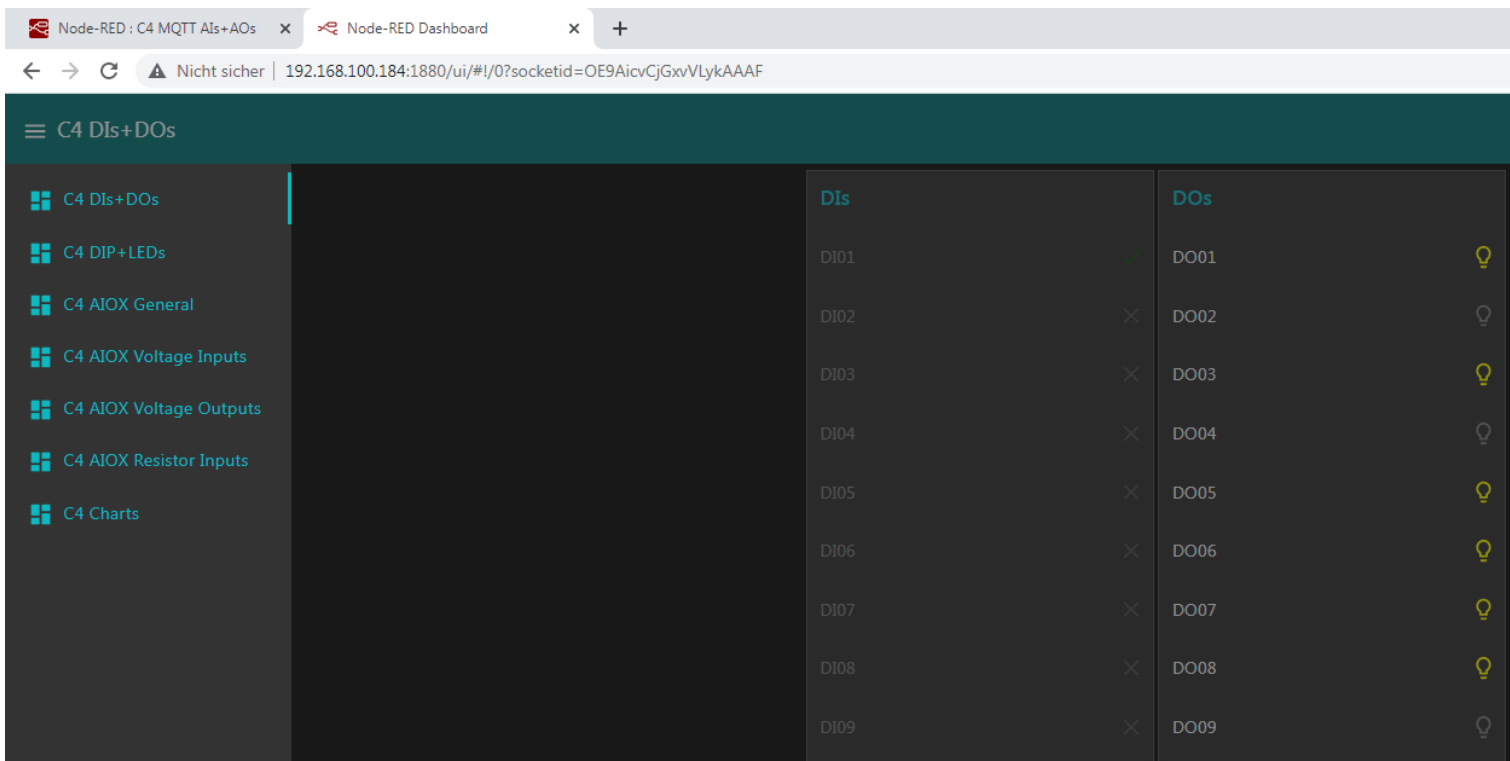 Node-RED : C4 MQTT AIs+AOs
Node-RED Dashboard
Nicht sicher
192.168.100.184:1880/ui/#!/0?socketid=OE9AicvCjGxvVLykAAAF
C4 DIs+DOs
C4 DIs+DOs
C4 DIP+LEDs
C4 AIOX General
C4 AIOX Voltage Inputs
C4 AIOX Voltage Outputs
C4 AIOX Resistor Inputs
C4 Charts
DIs
DI01
DI02
DI03
DI04
DI05
DI06
DI07
DI08
DI09
DOs
DO01
DO02
DO03
DO04
DO05
DO06
DO07
DO08
DO09